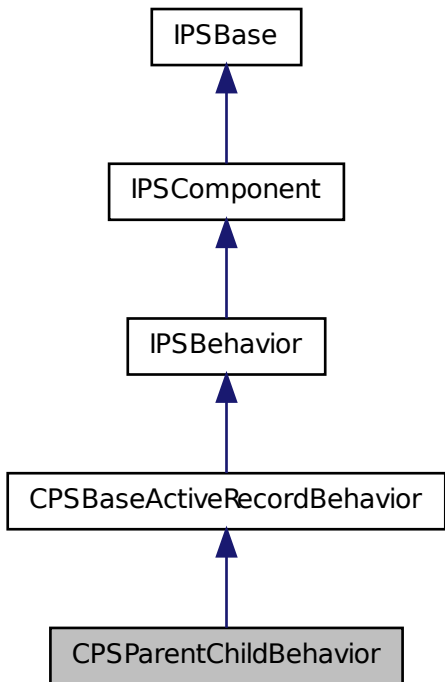 IPSBase
IPSComponent
IPSBehavior
CPSBaseActiveRecordBehavior
CPSParentChildBehavior